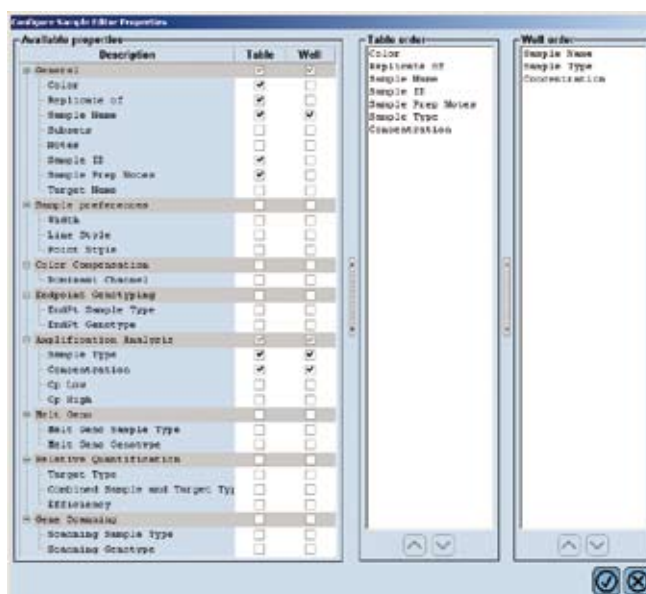 Configure Sample Editor Properties
Available properties
Description Table Well
General
Color
Replicate of
Sample Name
Subsets
Notes
Sample ID
Sample Prep Notes
Target Name
Sample preferences
Width
Line Style
Point Style
Color Compensation
Dominant Channel
Endpoint Genotyping
EndPt Sample Type
EndPt Genotype
Amplification Analysis
Sample Type
Concentration
Cp Low
Cp High
Melt Geno
Melt Geno Sample Type
Melt Geno Genotype
Relative Quantification
Target Type
Combined Sample and Target Typ
Efficiency
Gene Scanning
Scanning Sample Type
Scanning Genotype
Table order
Color
Replicate of
Sample Name
Sample ID
Sample Prep Notes
Sample Type
Concentration
Well order
Sample Name
Sample Type
Concentration